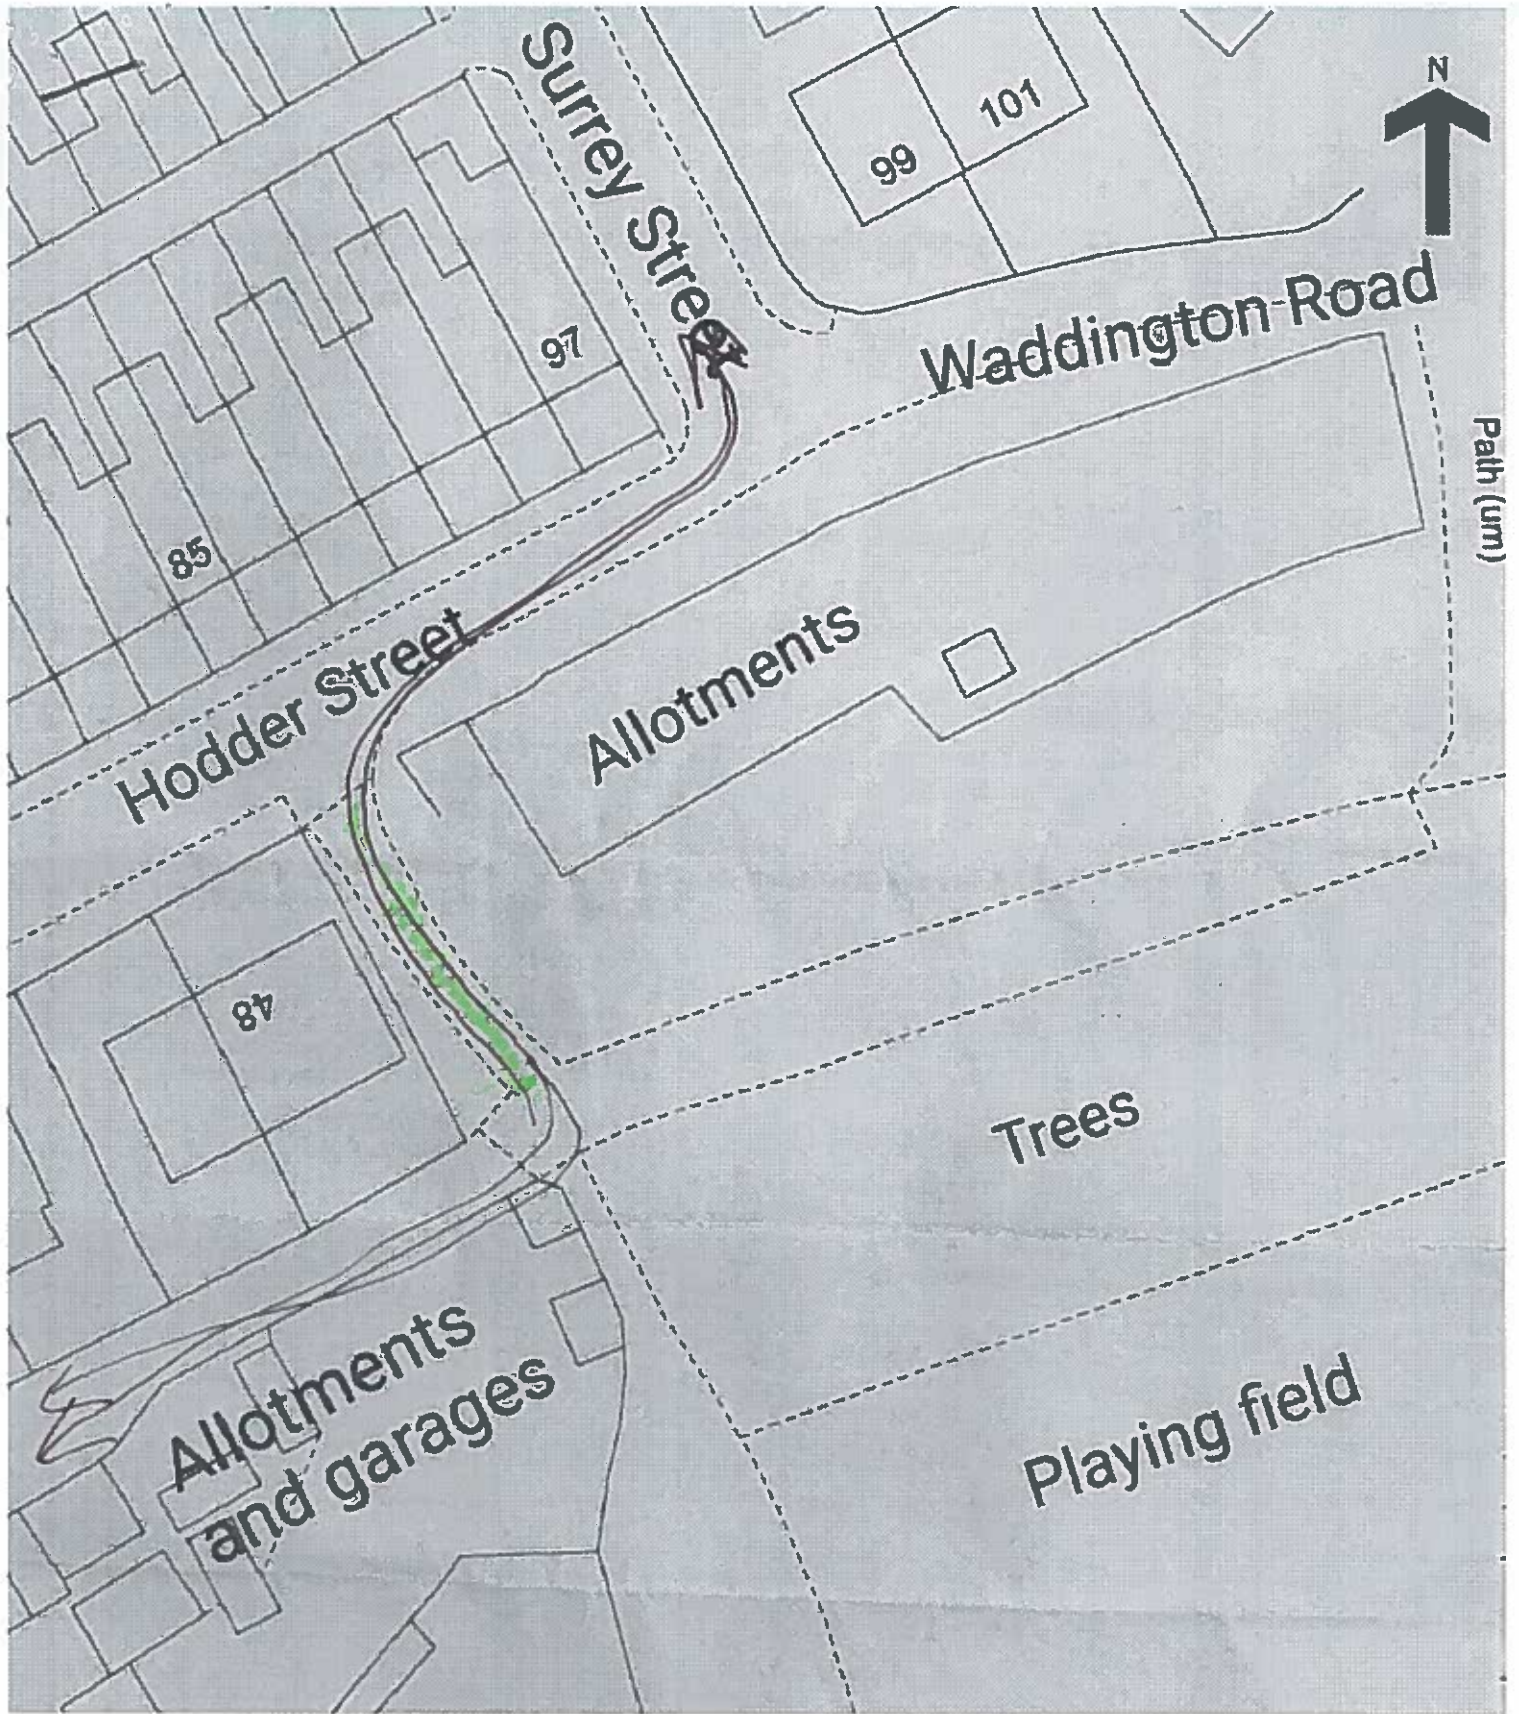 N
Surrey Street
101
99
Waddington Road
97
Path (um)
85
Hodder Street
Allotments
48
Trees
Allotments
and garages
Playing field